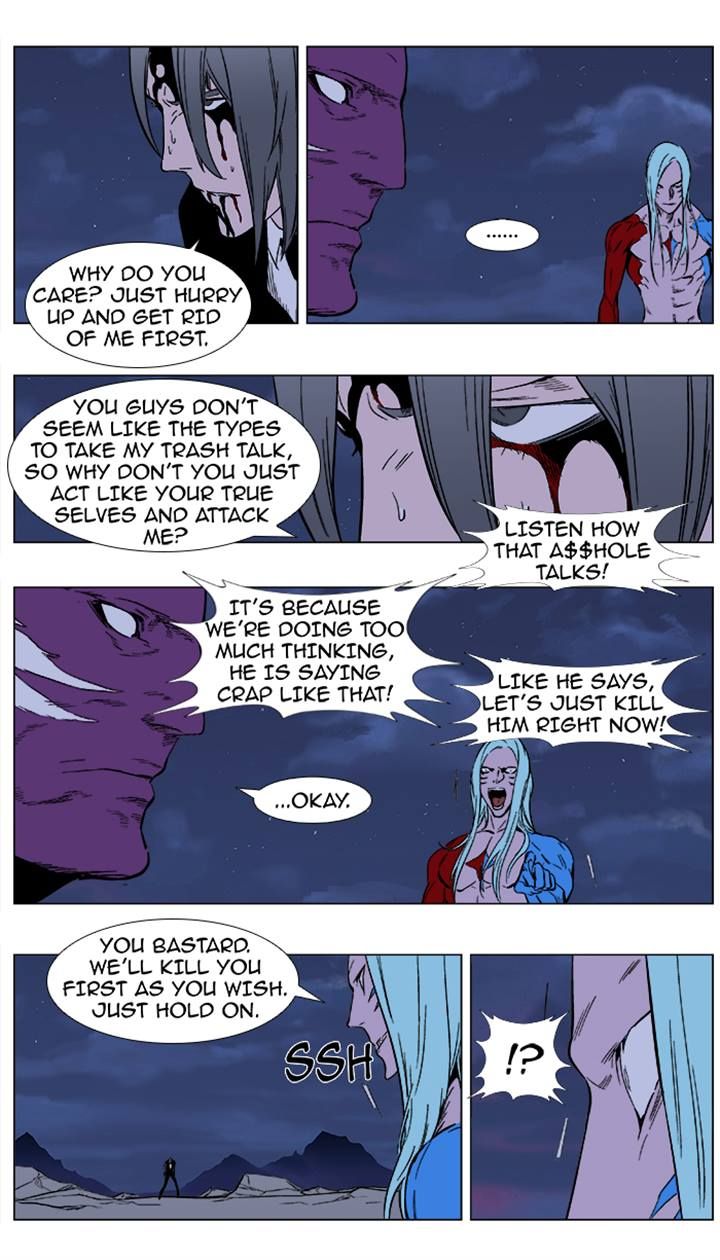 WHY DO YOU
CARE? JUST HURRY
UP AND GET RID
OF ME FIRST.
......
YOU GUYS DON'T
SEEM LIKE THE TYPES
TO TAKE MY TRASH TALK,
SO WHY DON'T YOU JUST
ACT LIKE YOUR TRUE
SELVES AND ATTACK
ME?
LISTEN HOW
THAT A$$HOLE
TALKS!
IT'S BECAUSE
WE'RE DOING TOO
MUCH THINKING,
HE IS SAYING
CRAP LIKE THAT!
LIKE HE SAYS,
LET'S JUST KILL
HIM RIGHT NOW!
...OKAY.
YOU BASTARD.
WE'LL KILL YOU
FIRST AS YOU WISH.
JUST HOLD ON.
SSH
!?